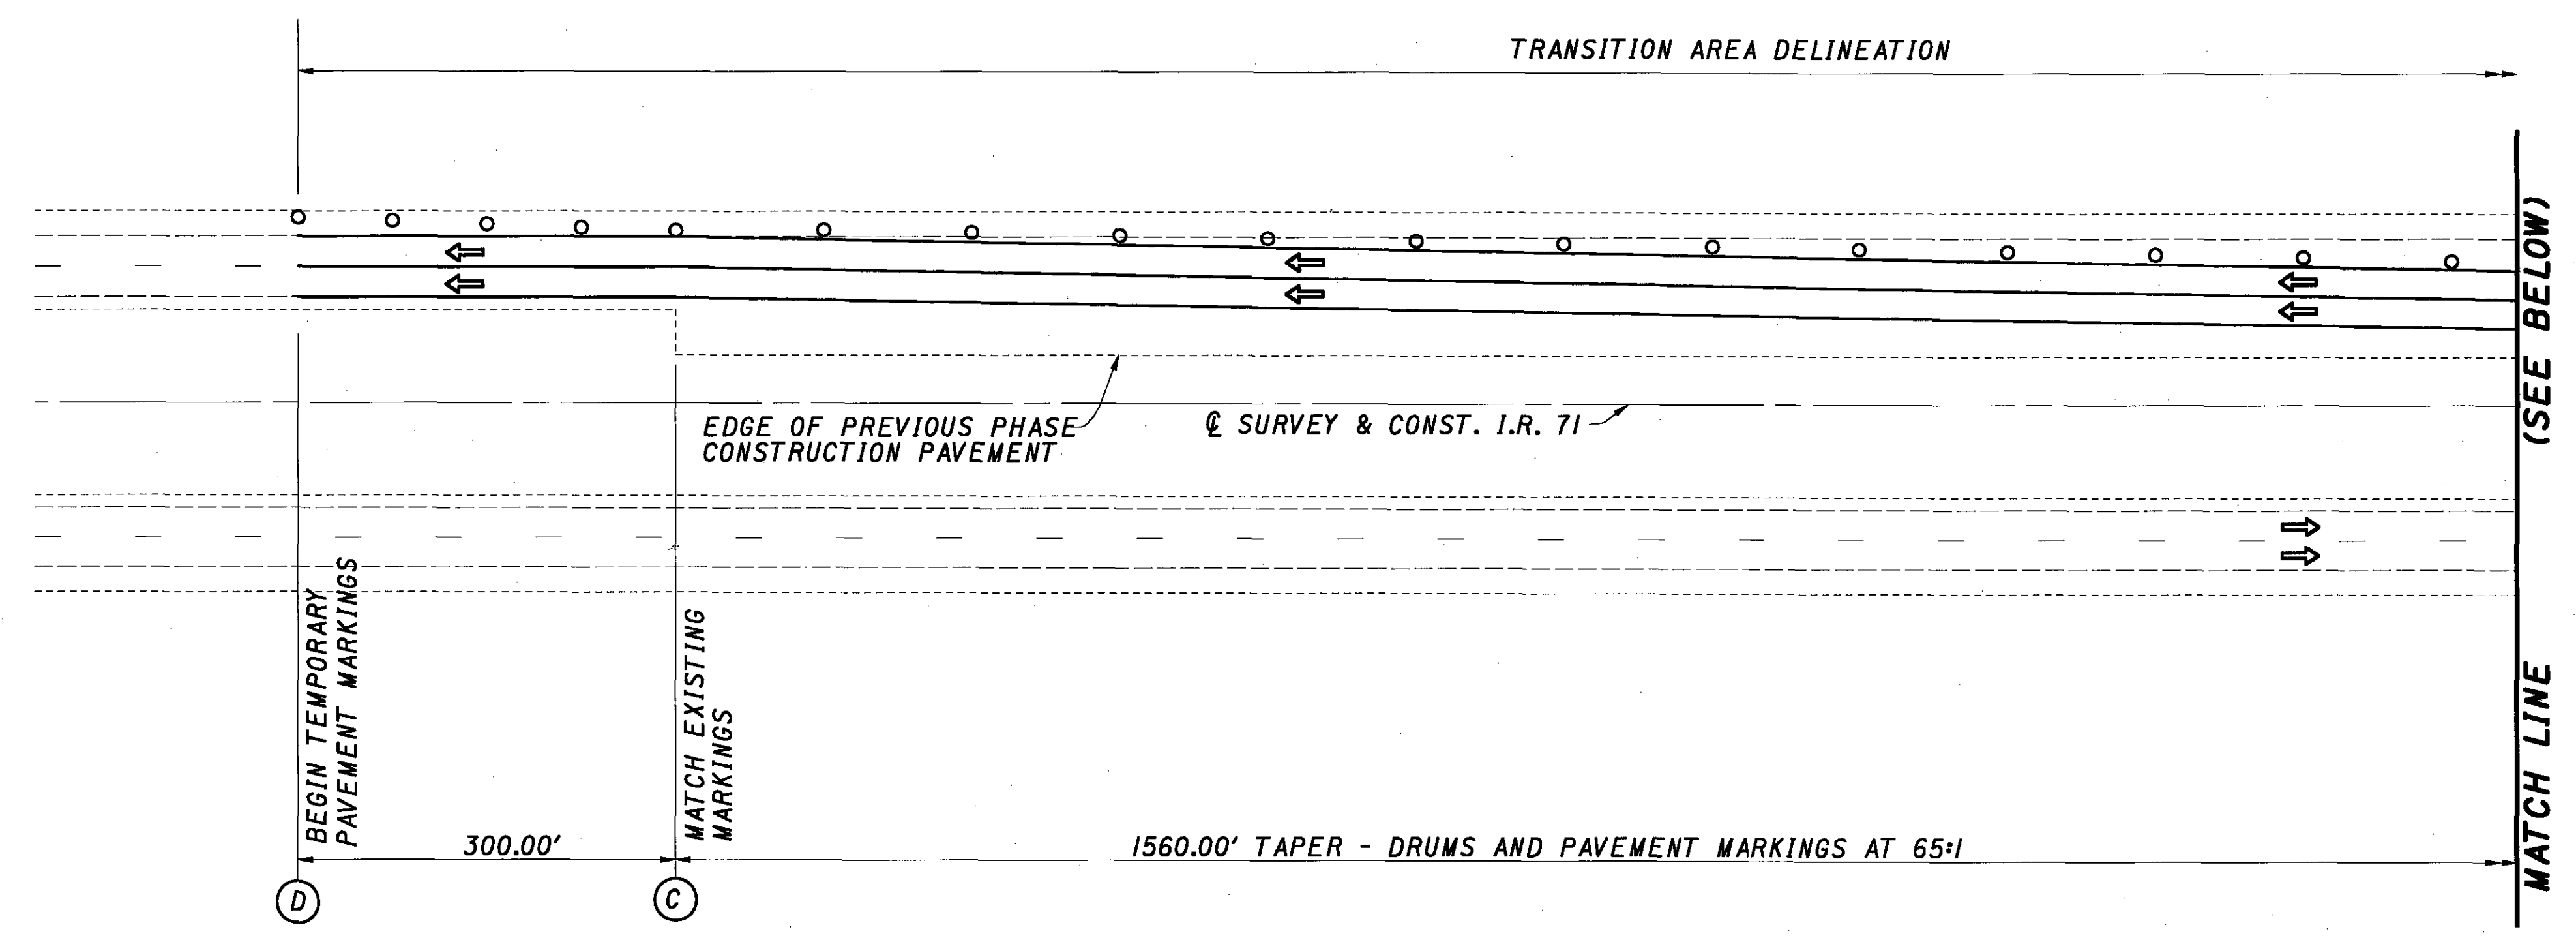 TRANSITION AREA DELINEATION
(SEE BELOW)
EDGE OF PREVIOUS PHASE
CONSTRUCTION PAVEMENT
℄ SURVEY & CONST. I.R. 71
BEGIN TEMPORARY
PAVEMENT MARKINGS
MATCH EXISTING
MARKINGS
MATCH LINE
300.00'
1560.00' TAPER - DRUMS AND PAVEMENT MARKINGS AT 65:1
D
C